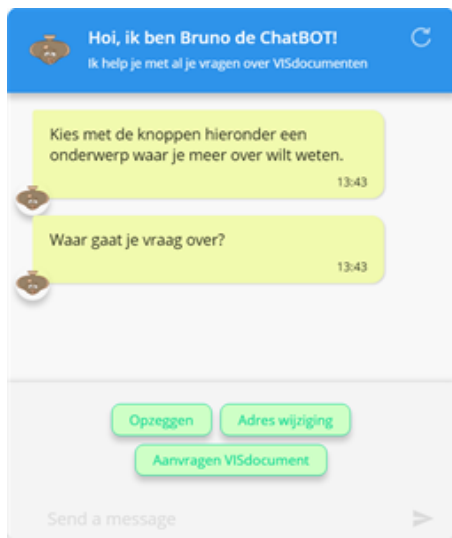 Hoi, ik ben Bruno de ChatBOT!
Ik help je met al je vragen over VISdocumenten
Kies met de knoppen hieronder een
onderwerp waar je meer over wilt weten.
13:43
Waar gaat je vraag over?
13:43
Opzeggen
Adres wijziging
Aanvragen VISdocument
Send a message